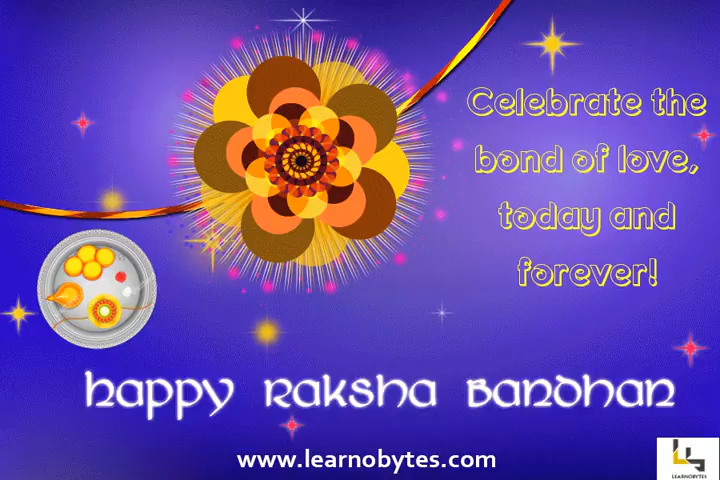 Celebrate the
bond of love,
today and
forever!
Happy Raksha Bandhan
www.learnobytes.com
LEARNOBYTES